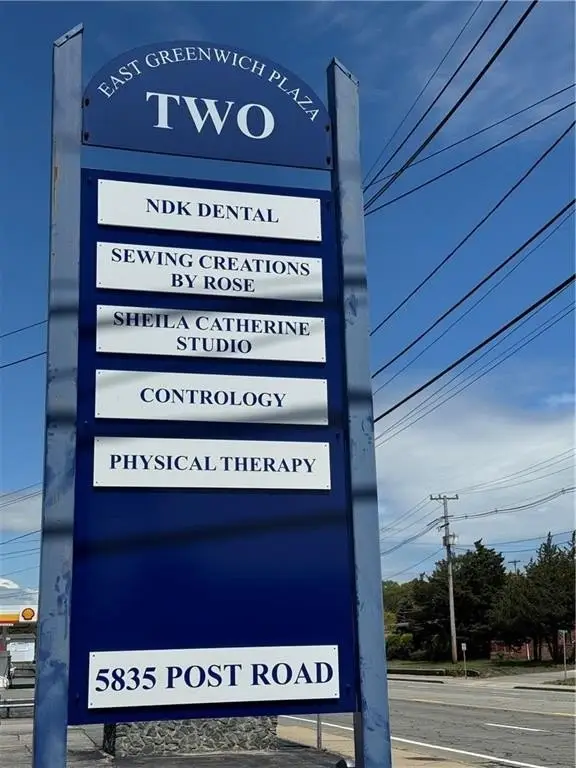 EAST GREENWICH PLAZA
TWO
NDK DENTAL
SEWING CREATIONS
BY ROSE
SHEILA CATHERINE
STUDIO
CONTROLOGY
PHYSICAL THERAPY
5835 POST ROAD